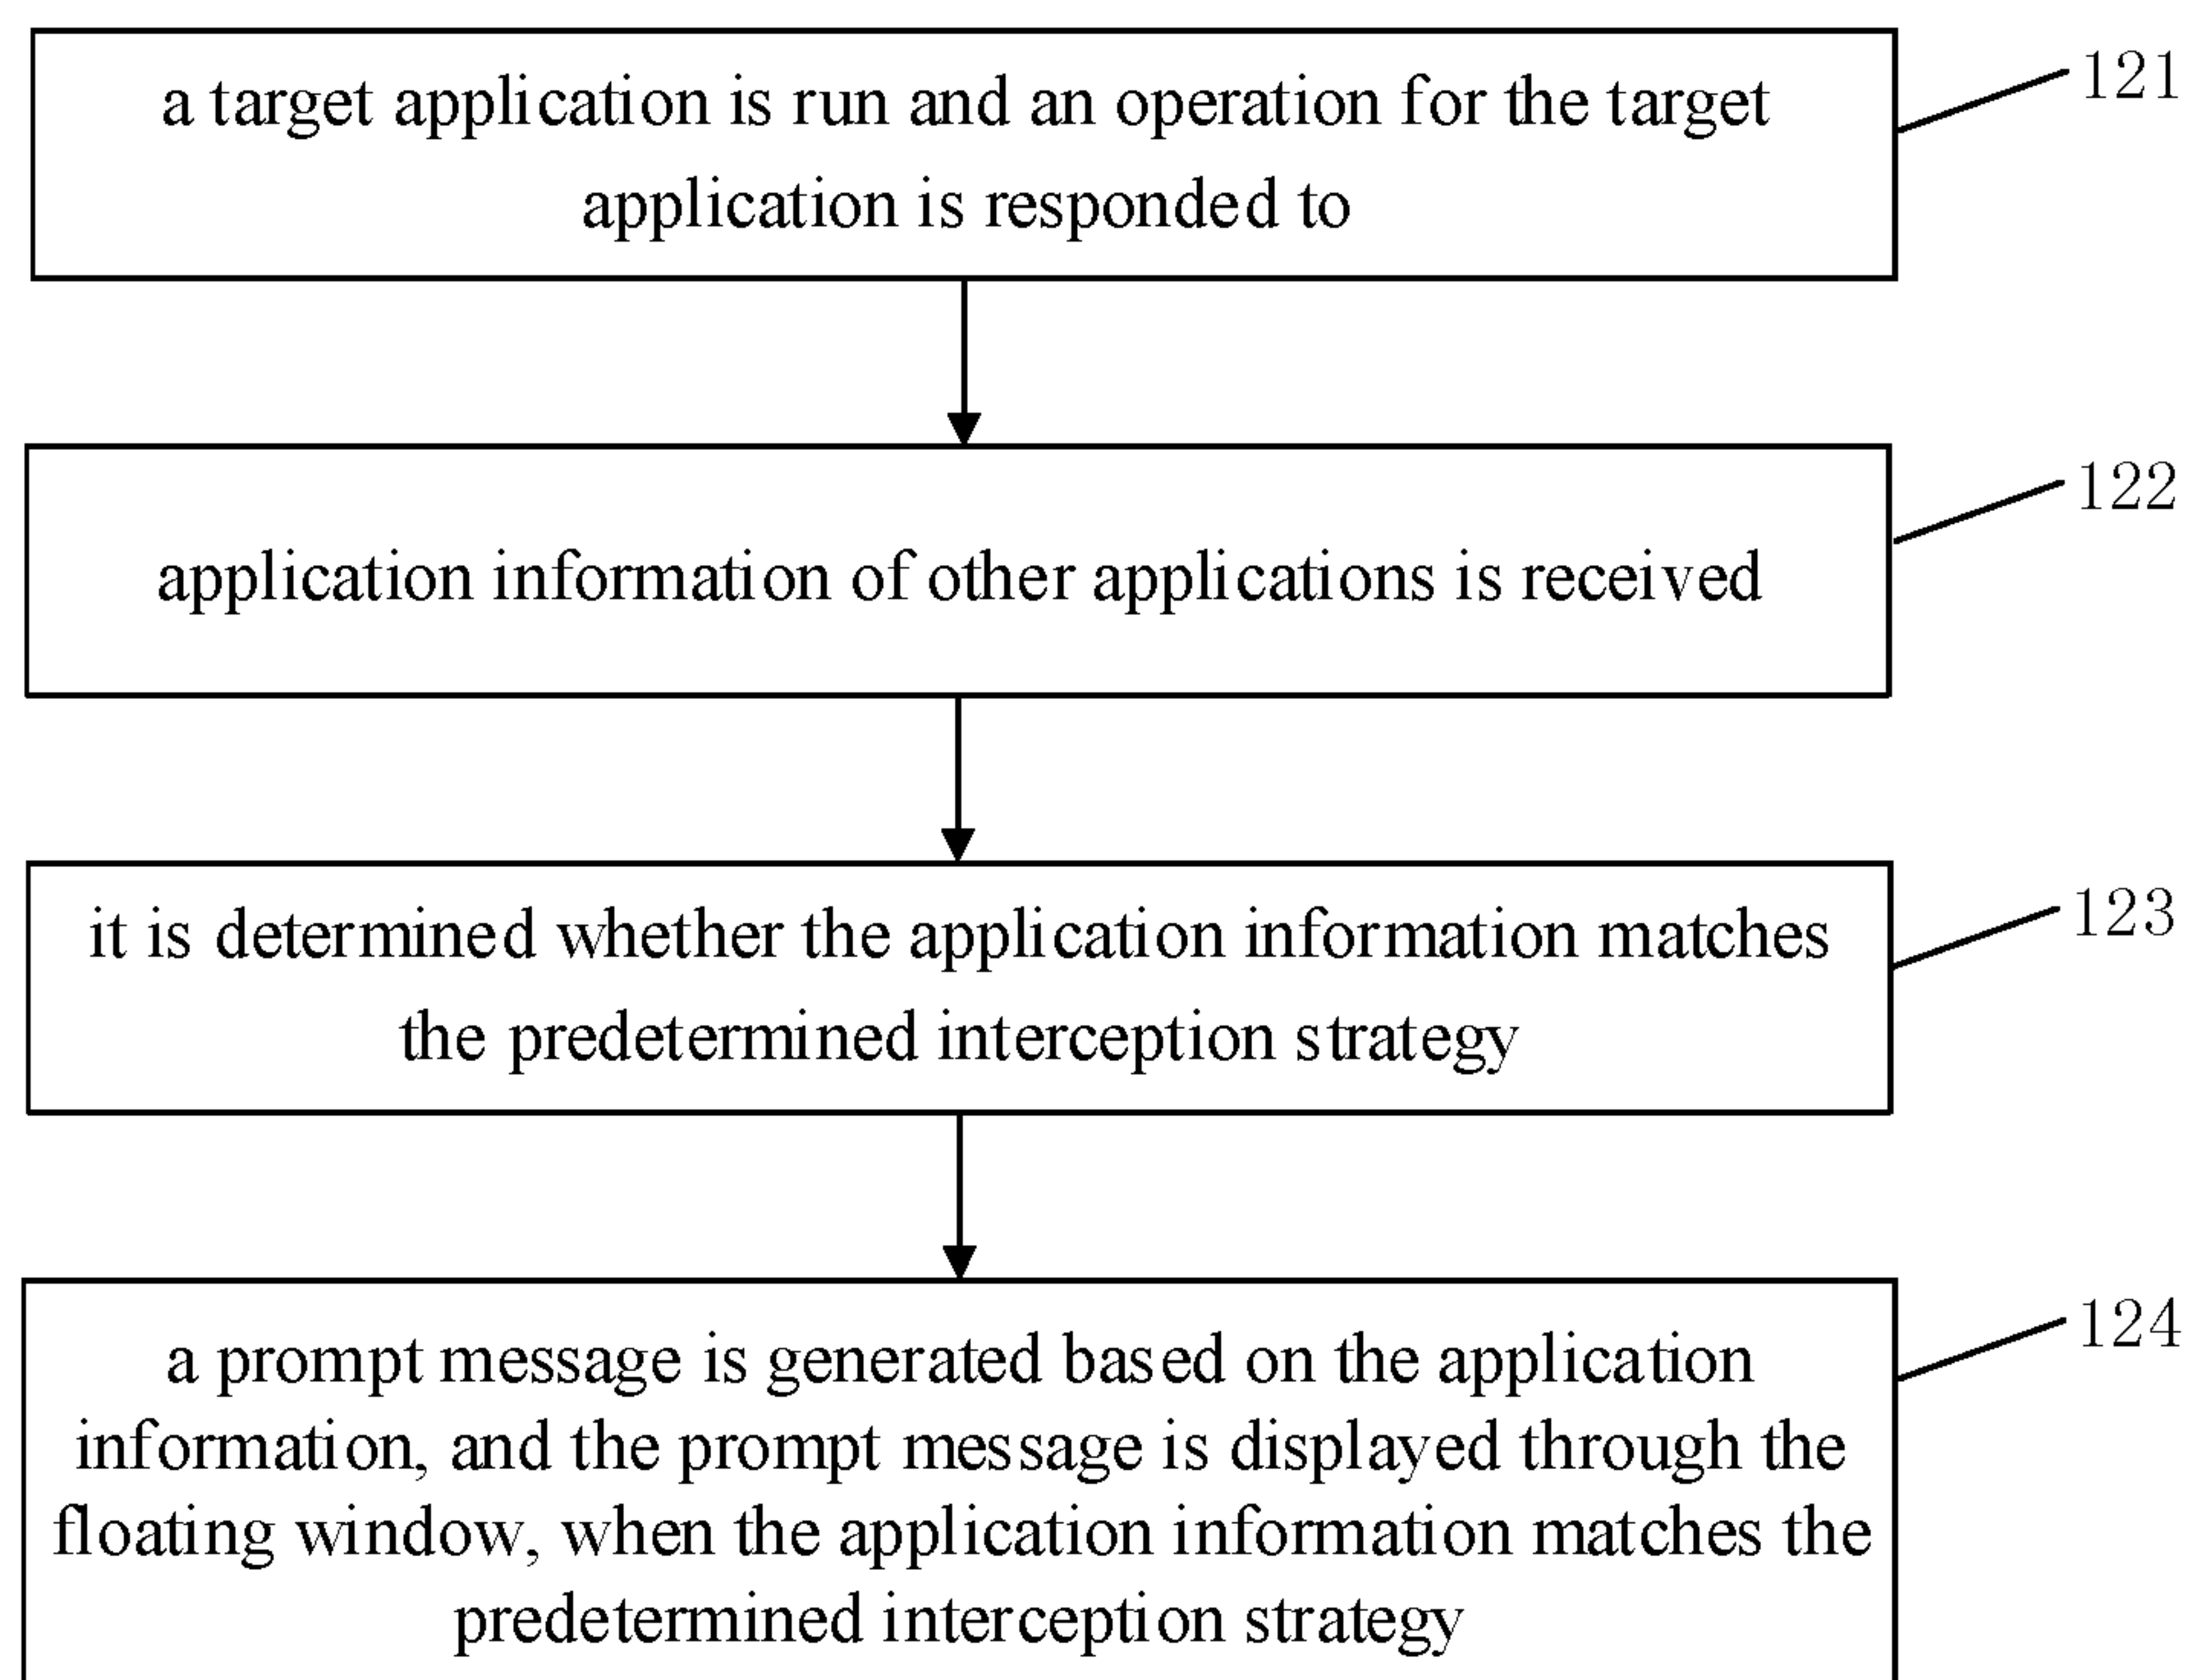 a target application is run and an operation for the target
application is responded to
121
application information of other applications is received
122
it is determined whether the application information matches
the predetermined interception strategy
123
a prompt message is generated based on the application
information, and the prompt message is displayed through the
floating window, when the application information matches the
predetermined interception strategy
124